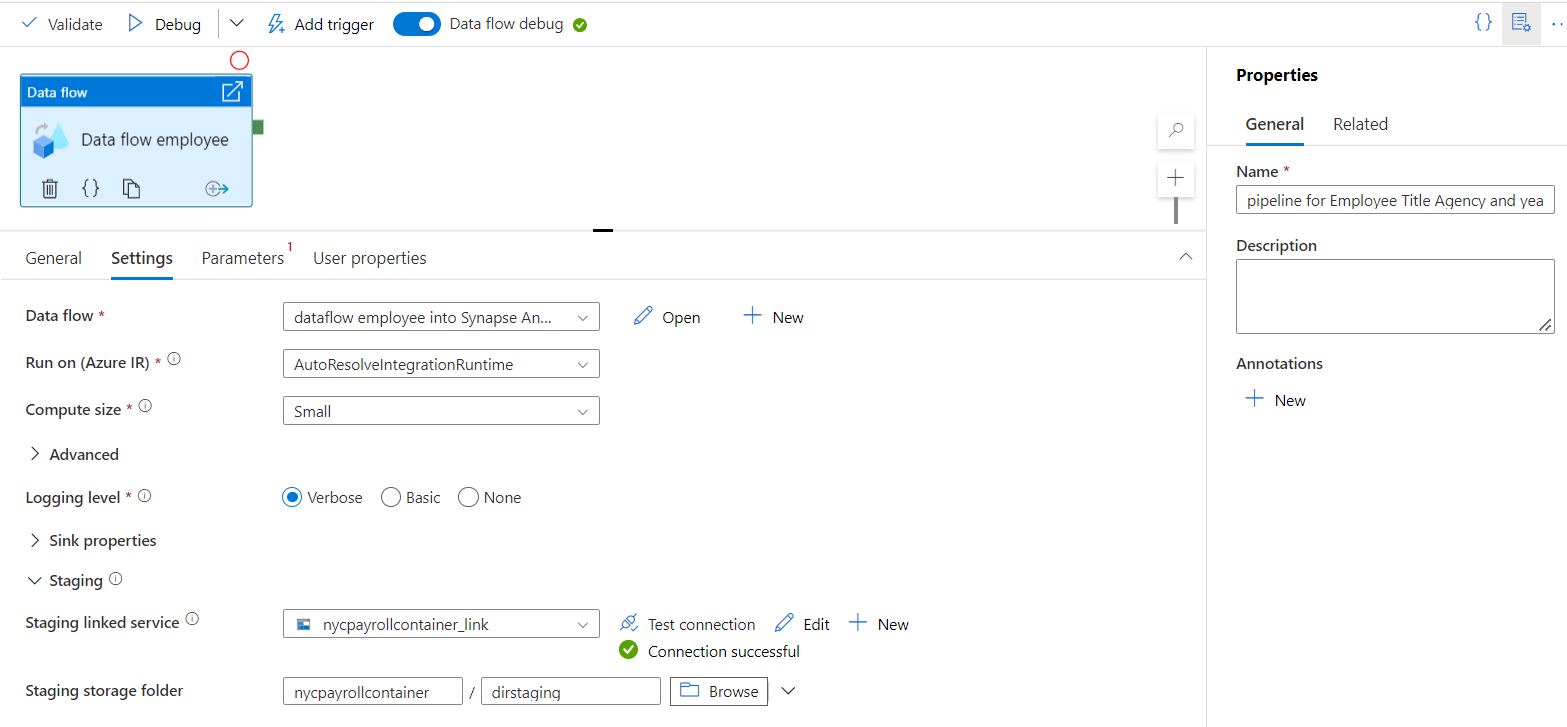 Validate Debug Add trigger Data flow debug
Data flow
Data flow employee
Properties
General Related
Name *
pipeline for Employee Title Agency and yea
Description
Annotations
New
General Settings Parameters 1 User properties
Data flow * dataflow employee into Synapse An... Open New
Run on (Azure IR) * AutoResolveIntegrationRuntime
Compute size * Small
Advanced
Logging level * Verbose Basic None
Sink properties
Staging
Staging linked service nycpayrollcontainer_link Test connection Edit New
Connection successful
Staging storage folder nycpayrollcontainer / dirstaging Browse